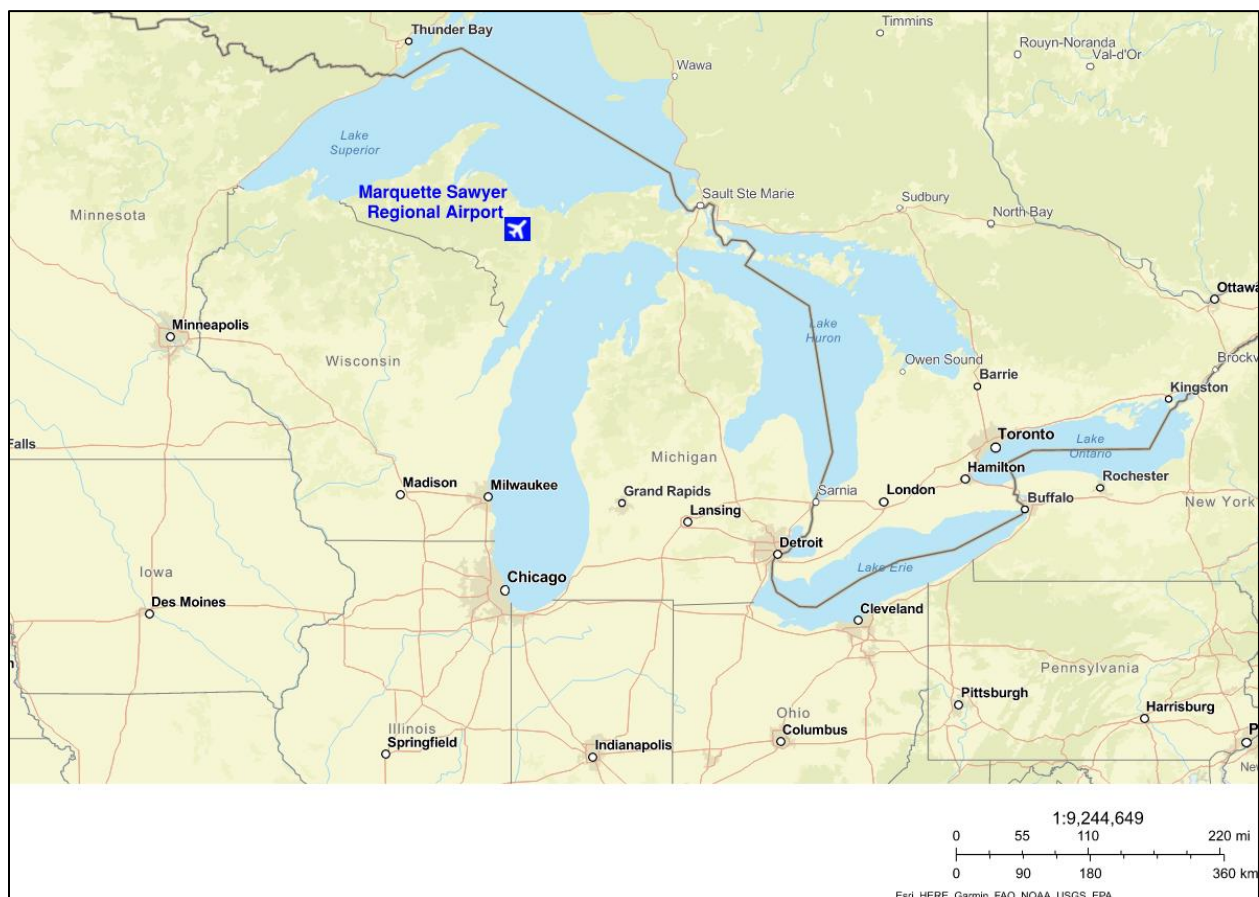 Timmins
Thunder Bay
Rouyn-Noranda
Val-d'Or
Wawa
Lake
Superior
Marquette Sawyer
Regional Airport
Sault Ste Marie
Sudbury
North Bay
Minnesota
Ottawa
Minneapolis
Lake
Huron
Wisconsin
Owen Sound
Brockv
Barrie
Kingston
Toronto
Lake
Ontario
Falls
Michigan
Hamilton
Madison
Milwaukee
Grand Rapids
Sarnia
London
Rochester
New York
Lansing
Buffalo
Detroit
Lake Erie
Iowa
Chicago
Des Moines
Cleveland
Pennsylvania
Pittsburgh
Harrisburg
Illinois
Ohio
Springfield
Indianapolis
Columbus
P
Ne
1:9,244,649
0 55 110 220 mi
0 90 180 360 km
Esri, HERE, Garmin, FAO, NOAA, USGS, EPA